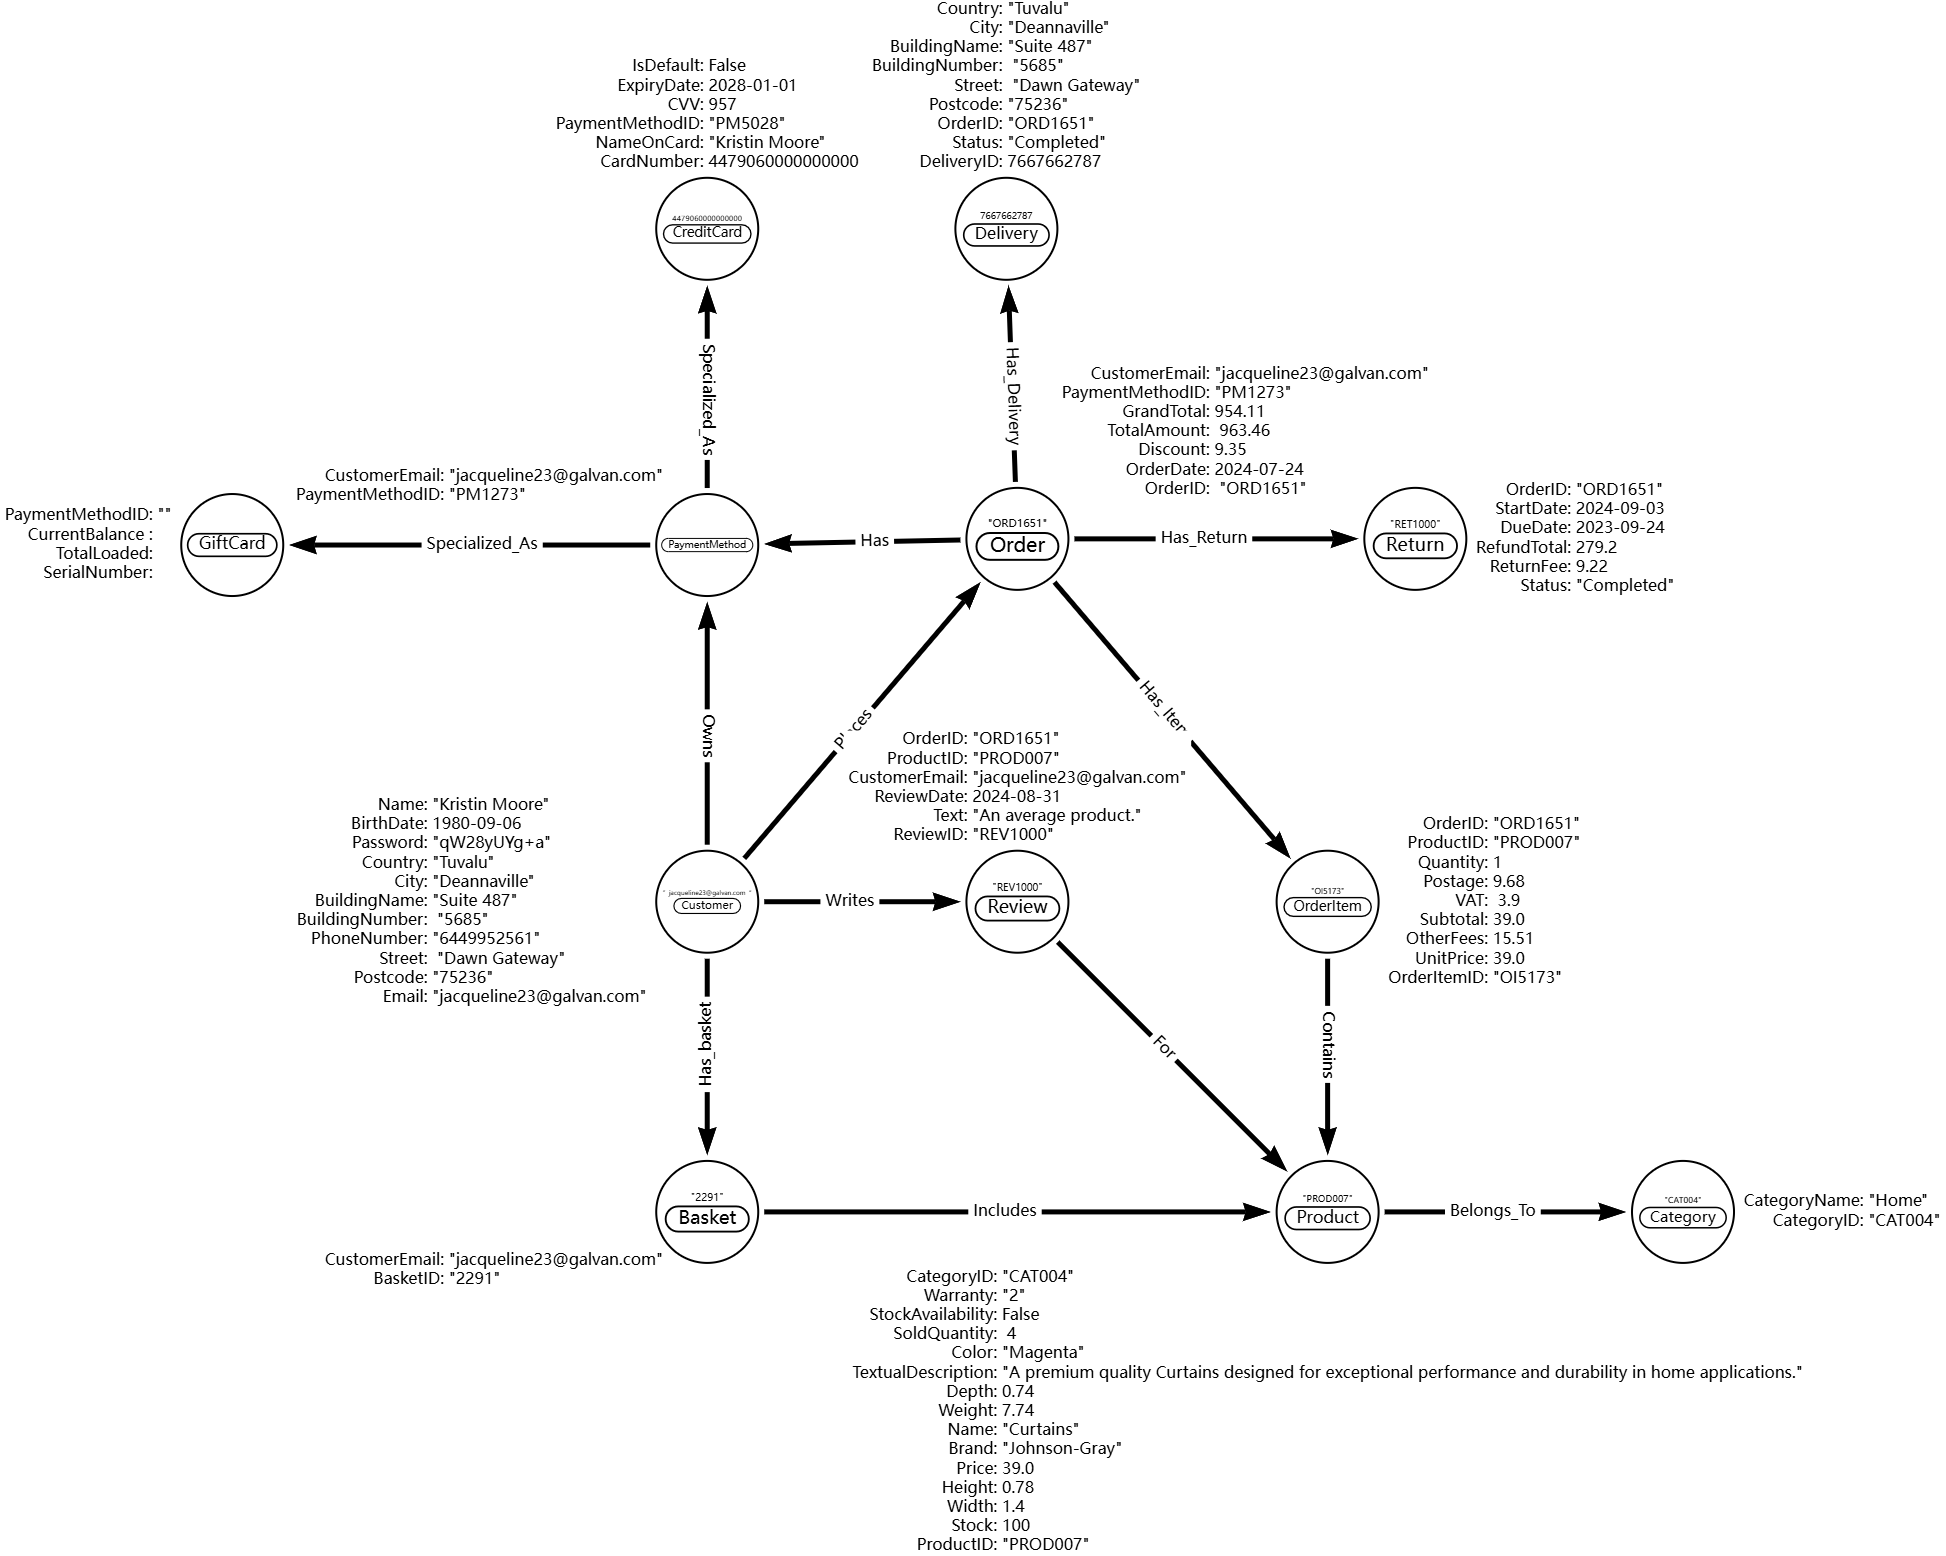 Country: "Tuvalu"
City: "Deannaville"
BuildingName: "Suite 487"
BuildingNumber:  "5685"
Street:  "Dawn Gateway"
Postcode: "75236"
OrderID: "ORD1651"
Status: "Completed"
DeliveryID: 7667662787
IsDefault: False
ExpiryDate: 2028-01-01
CVV: 957
PaymentMethodID: "PM5028"
NameOnCard: "Kristin Moore"
CardNumber: 4479060000000000
4479060000000000
CreditCard
7667662787
Delivery
Specialized_As
Has_Delivery
CustomerEmail: "jacqueline23@galvan.com"
PaymentMethodID: "PM1273"
GrandTotal: 954.11
TotalAmount:  963.46
Discount: 9.35
OrderDate: 2024-07-24
OrderID:  "ORD1651"
CustomerEmail: "jacqueline23@galvan.com"
PaymentMethodID: "PM1273"
PaymentMethodID: ""
CurrentBalance :
TotalLoaded:
SerialNumber:
GiftCard
Specialized_As
PaymentMethod
Has
"ORD1651"
Order
Has_Return
"RET1000"
Return
OrderID: "ORD1651"
StartDate: 2024-09-03
DueDate: 2023-09-24
RefundTotal: 279.2
ReturnFee: 9.22
Status: "Completed"
Owns
Has_Iter
OrderID: "ORD1651"
ProductID: "PROD007"
CustomerEmail: "jacqueline23@galvan.com"
ReviewDate: 2024-08-31
Text: "An average product."
ReviewID: "REV1000"
Name: "Kristin Moore"
BirthDate: 1980-09-06
Password: "qW28yUYg+a"
Country: "Tuvalu"
City: "Deannaville"
BuildingName: "Suite 487"
BuildingNumber:  "5685"
PhoneNumber: "6449952561"
Street:  "Dawn Gateway"
Postcode: "75236"
Email: "jacqueline23@galvan.com"
" jacqueline23@galvan.com "
Customer
Writes
"REV1000"
Review
"OI5173"
OrderItem
OrderID: "ORD1651"
ProductID: "PROD007"
Quantity: 1
Postage: 9.68
VAT:  3.9
Subtotal: 39.0
OtherFees: 15.51
UnitPrice: 39.0
OrderItemID: "OI5173"
Has_basket
For
Contains
"2291"
Basket
Includes
"PROD007"
Product
Belongs_To
"CAT004"
Category
CategoryName: "Home"
CategoryID: "CAT004"
CustomerEmail: "jacqueline23@galvan.com"
BasketID: "2291"
CategoryID: "CAT004"
Warranty: "2"
StockAvailability: False
SoldQuantity:  4
Color: "Magenta"
TextualDescription: "A premium quality Curtains designed for exceptional performance and durability in home applications."
Depth: 0.74
Weight: 7.74
Name: "Curtains"
Brand: "Johnson-Gray"
Price: 39.0
Height: 0.78
Width: 1.4
Stock: 100
ProductID: "PROD007"